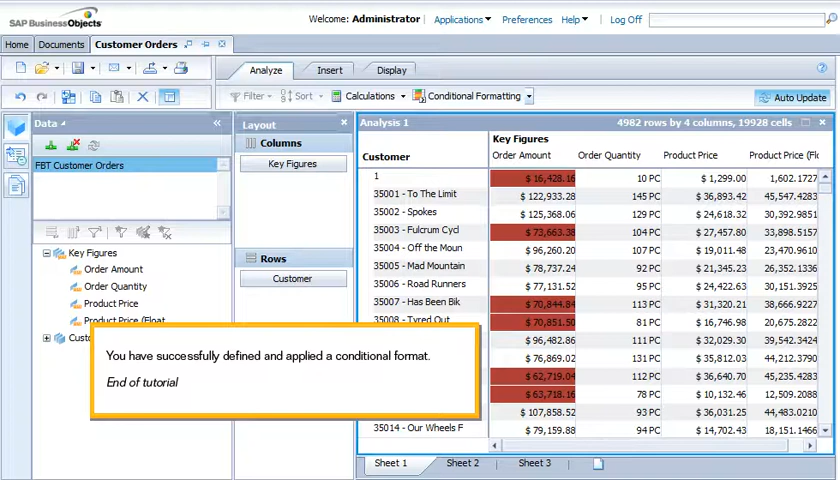 SAP BusinessObjects
Welcome: Administrator Applications Preferences Help Log Off
Home Documents Customer Orders
Analyze Insert Display
Filter Sort Calculations Conditional Formatting Auto Update
Data
FBT Customer Orders
Key Figures
Order Amount
Order Quantity
Product Price
Product Price (Float
Layout
Columns
Key Figures
Rows
Customer
Analysis 1 4982 rows by 4 columns, 19928 cells
Key Figures
Customer Order Amount Order Quantity Product Price Product Price (Flo
1 $ 16,428.16 10 PC $ 1,299.00 1,602.1727
35001 - To The Limit $ 122,933.28 145 PC $ 36,893.42 45,547.4283
35002 - Spokes $ 125,368.06 129 PC $ 24,618.32 30,392.9851
35003 - Fulcrum Cycl $ 73,663.38 104 PC $ 27,457.80 33,898.5157
35004 - Off the Moun $ 96,260.20 107 PC $ 19,011.48 23,470.9610
35005 - Mad Mountain $ 78,737.24 92 PC $ 21,345.23 26,352.1336
35006 - Road Runners $ 77,131.52 95 PC $ 24,422.63 30,151.3925
35007 - Has Been Bik $ 70,844.84 113 PC $ 31,320.21 38,666.9227
35008 - Tyred Out $ 70,851.50 81 PC $ 16,746.98 20,675.2822
$ 96,482.86 111 PC $ 32,029.30 39,542.3424
$ 76,869.02 131 PC $ 35,812.03 44,212.3790
$ 62,719.04 112 PC $ 36,640.70 45,235.4283
$ 63,718.16 78 PC $ 10,132.46 12,509.2088
$ 107,858.52 93 PC $ 36,031.25 44,483.0210
35014 - Our Wheels F $ 79,159.88 94 PC $ 14,702.43 18,151.1466
You have successfully defined and applied a conditional format.
End of tutorial
Sheet 1 Sheet 2 Sheet 3